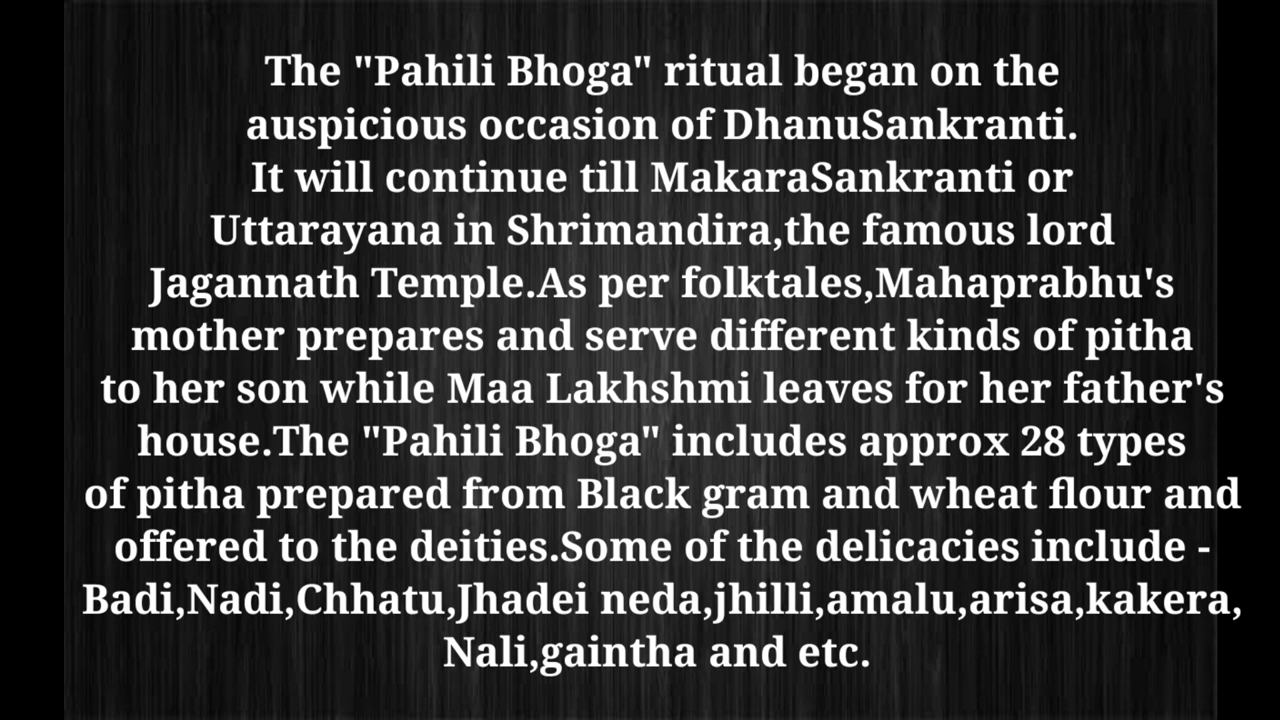 The "Pahili Bhoga" ritual began on the
auspicious occasion of DhanuSankranti.
It will continue till MakaraSankranti or
Uttarayana in Shrimandira,the famous lord
Jagannath Temple.As per folktales,Mahaprabhu's
mother prepares and serve different kinds of pitha
to her son while Maa Lakhshmi leaves for her father's
house.The "Pahili Bhoga" includes approx 28 types
of pitha prepared from Black gram and wheat flour and
offered to the deities.Some of the delicacies include -
Badi,Nadi,Chhatu,Jhadei neda,jhilli,amalu,arisa,kakera,
Nali,gaintha and etc.